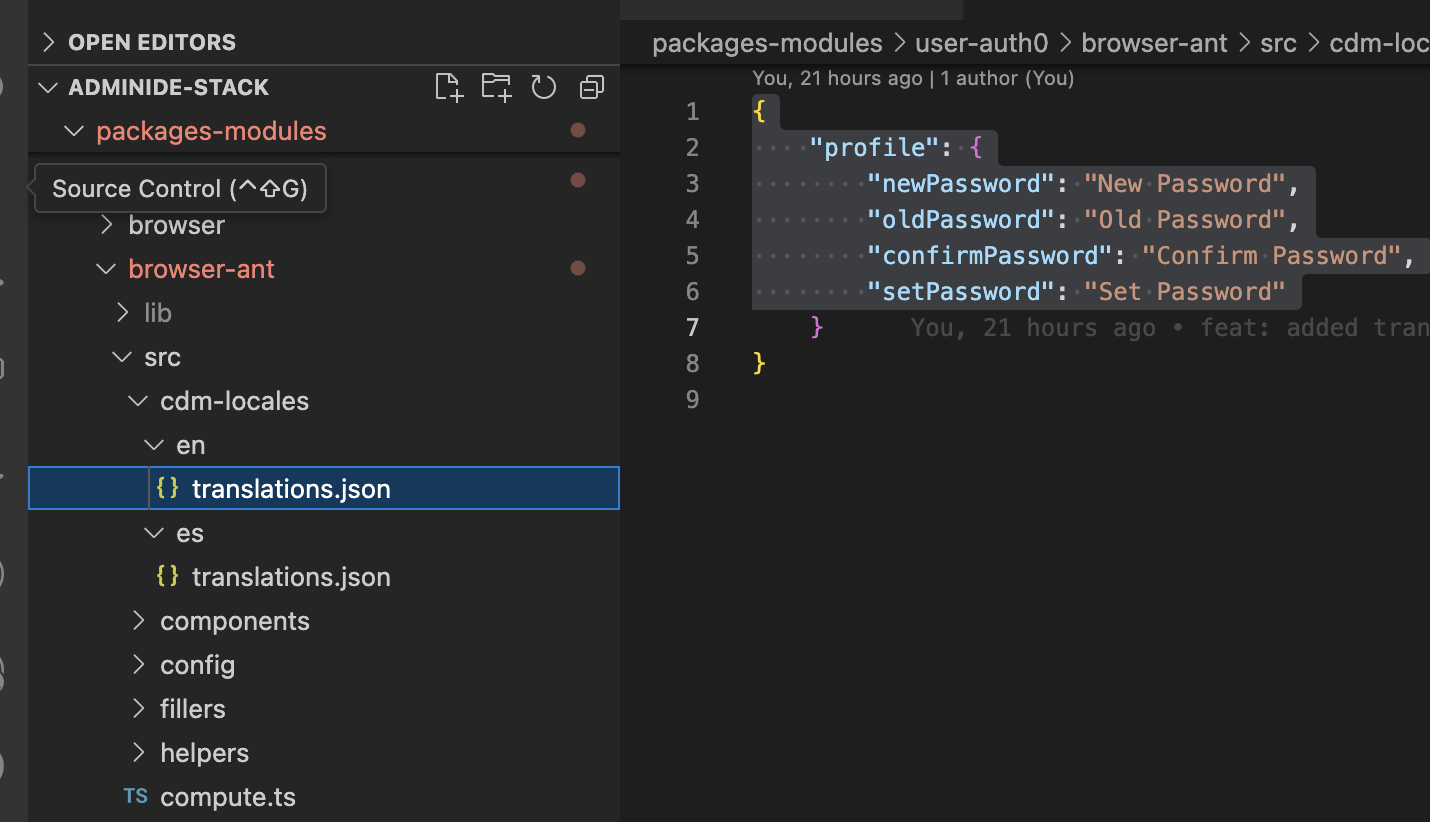 OPEN EDITORS
ADMINIDE-STACK
packages-modules
Source Control (^⇧G)
browser
browser-ant
lib
src
cdm-locales
en
{} translations.json
es
{} translations.json
components
config
fillers
helpers
TS compute.ts
packages-modules > user-auth0 > browser-ant > src > cdm-loc
You, 21 hours ago | 1 author (You)
1 {
2 "profile": {
3 "newPassword": "New Password",
4 "oldPassword": "Old Password",
5 "confirmPassword": "Confirm Password",
6 "setPassword": "Set Password"
7 } You, 21 hours ago • feat: added tran
8 }
9